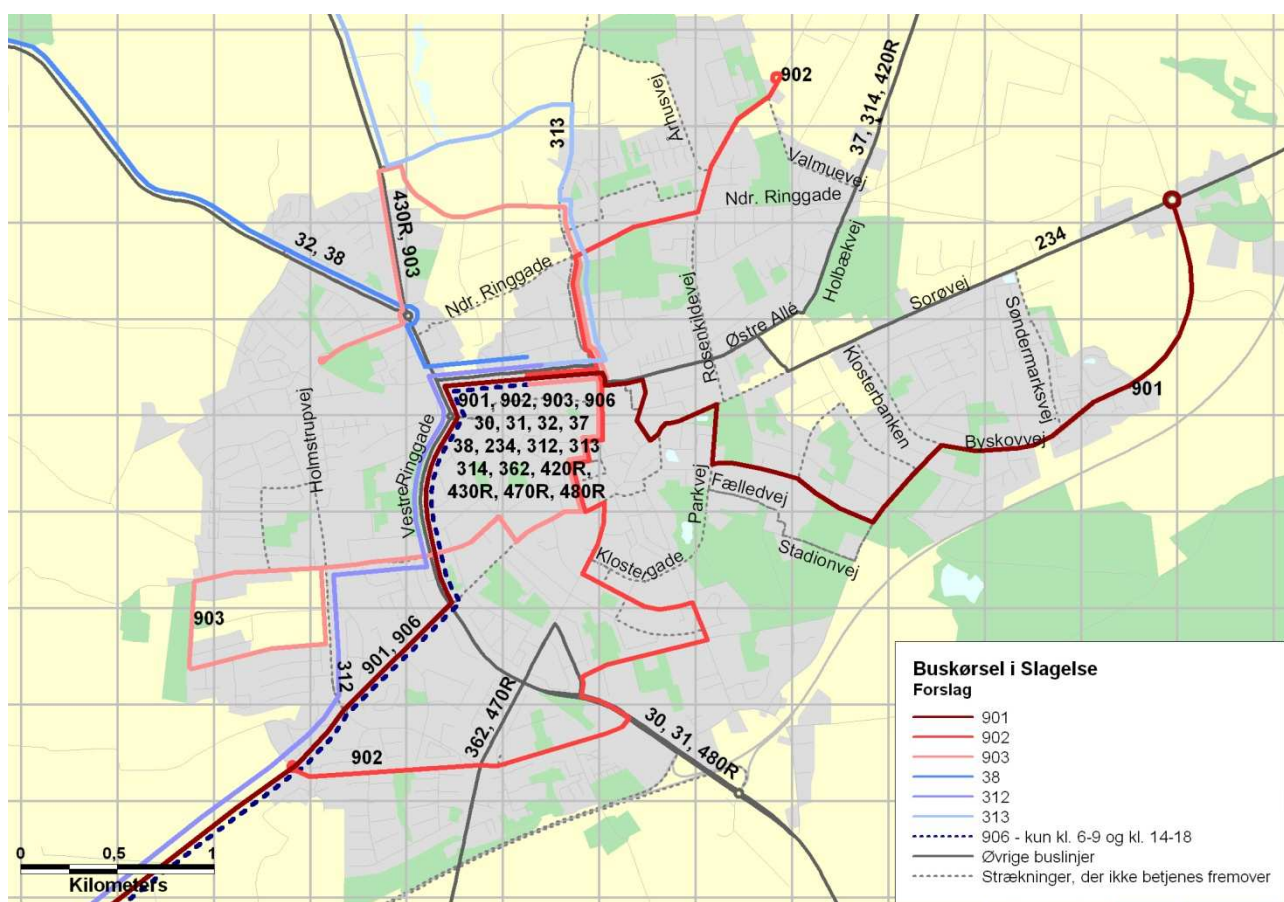 902
37, 314, 420R
Århusvej
313
Valmuevej
Ndr. Ringgade
430R, 903
32, 38
234
Holbækvej
Sorøvej
Ndr. Ringgade
Rosenkildevej
Østre Allé
Søndermarksvej
Klosterbanken
901
Holmstrupvej
Vestre Ringgade
901, 902, 903, 906
30, 31, 32, 37
38, 234, 312, 313
314, 362, 420R,
430R, 470R, 480R
Byskovvej
Parkvej
Fælledvej
Stadionvej
Klostergade
903
901, 906
312
362, 470R
30, 31, 480R
902
Buskørsel i Slagelse
Forslag
901
902
903
38
312
313
906 - kun kl. 6-9 og kl. 14-18
Øvrige buslinjer
Strækninger, der ikke betjenes fremover
0 0,5 1
Kilometers